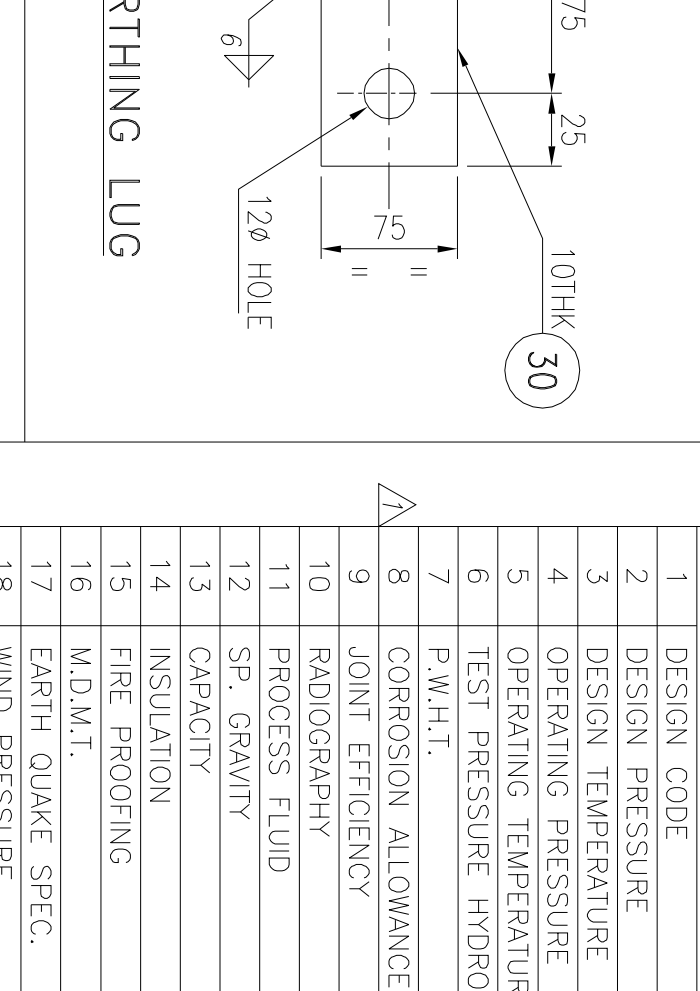 75
25
6
75
= =
12ø HOLE
10THK
30
RTHING LUG
1
1 DESIGN CODE
2 DESIGN PRESSURE
3 DESIGN TEMPERATURE
4 OPERATING PRESSURE
5 OPERATING TEMPERATUR
6 TEST PRESSURE HYDRO
7 P.W.H.T.
8 CORROSION ALLOWANCE
9 JOINT EFFICIENCY
10 RADIOGRAPHY
11 PROCESS FLUID
12 SP. GRAVITY
13 CAPACITY
14 INSULATION
15 FIRE PROOFING
16 M.D.M.T.
17 EARTH QUAKE SPEC.
18 WIND PRESSURE